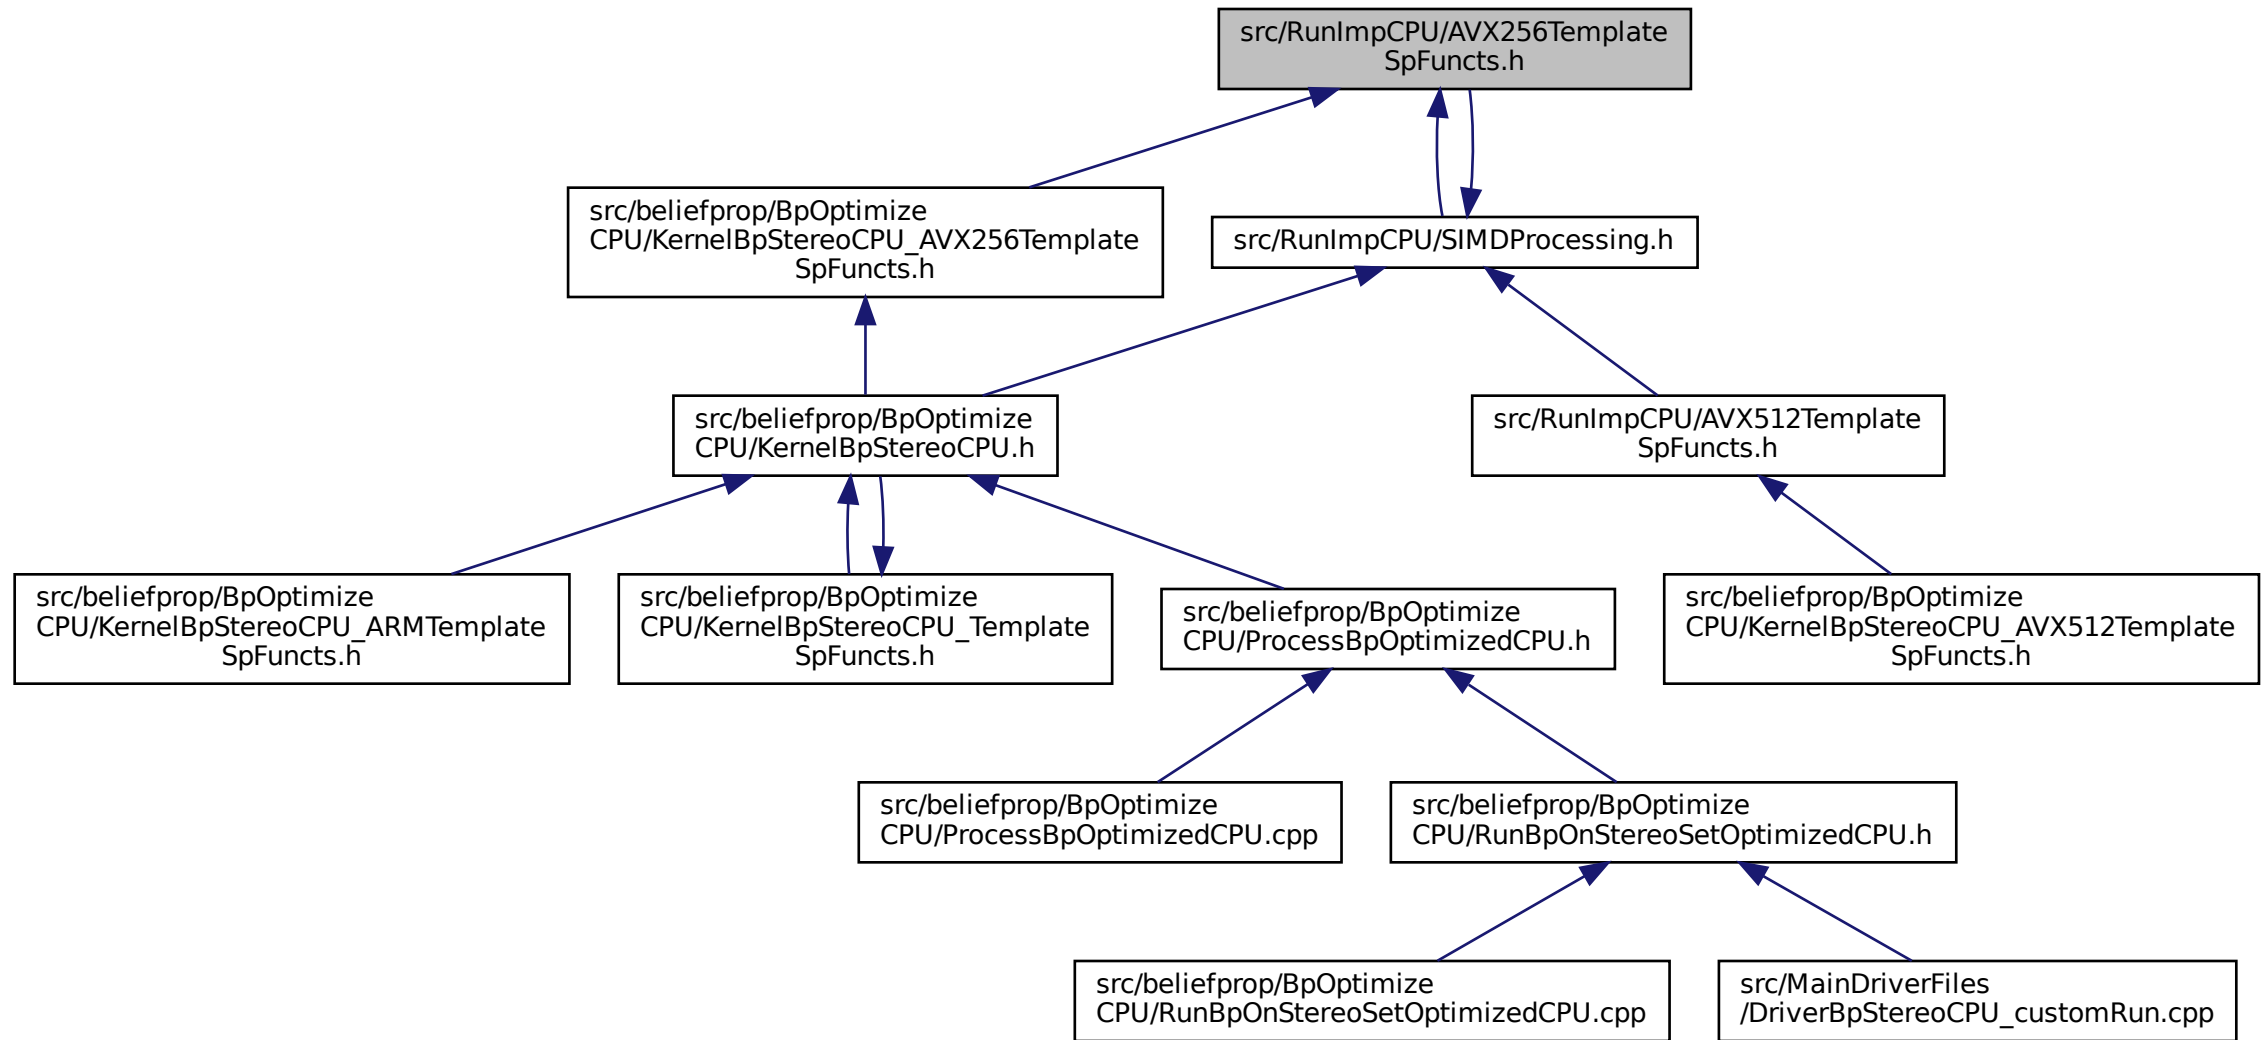 src/RunImpCPU/AVX256Template
SpFuncts.h
src/beliefprop/BpOptimize
CPU/KernelBpStereoCPU_AVX256Template
SpFuncts.h
src/RunImpCPU/SIMDProcessing.h
src/beliefprop/BpOptimize
CPU/KernelBpStereoCPU.h
src/RunImpCPU/AVX512Template
SpFuncts.h
src/beliefprop/BpOptimize
CPU/KernelBpStereoCPU_ARMTemplate
SpFuncts.h
src/beliefprop/BpOptimize
CPU/KernelBpStereoCPU_Template
SpFuncts.h
src/beliefprop/BpOptimize
CPU/ProcessBpOptimizedCPU.h
src/beliefprop/BpOptimize
CPU/KernelBpStereoCPU_AVX512Template
SpFuncts.h
src/beliefprop/BpOptimize
CPU/ProcessBpOptimizedCPU.cpp
src/beliefprop/BpOptimize
CPU/RunBpOnStereoSetOptimizedCPU.h
src/beliefprop/BpOptimize
CPU/RunBpOnStereoSetOptimizedCPU.cpp
src/MainDriverFiles
/DriverBpStereoCPU_customRun.cpp